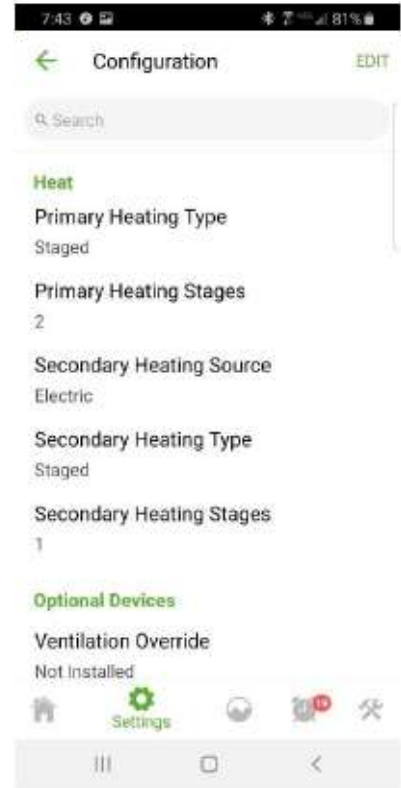 7:43 81%
Configuration EDIT
Search
Heat
Primary Heating Type
Staged
Primary Heating Stages
2
Secondary Heating Source
Electric
Secondary Heating Type
Staged
Secondary Heating Stages
1
Optional Devices
Ventilation Override
Not Installed
Settings